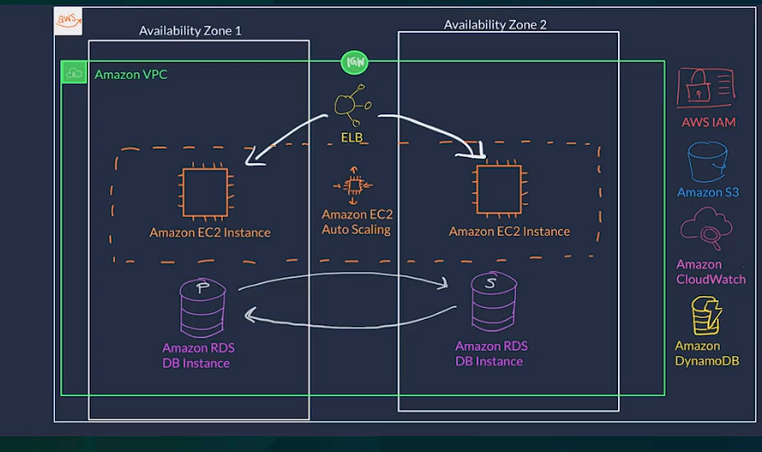 aws
Availability Zone 1
Availability Zone 2
IGW
Amazon VPC
ELB
AWS IAM
Amazon S3
Amazon EC2 Instance
Amazon EC2
Auto Scaling
Amazon EC2 Instance
Amazon
CloudWatch
P
S
Amazon RDS
DB Instance
Amazon RDS
DB Instance
Amazon
DynamoDB